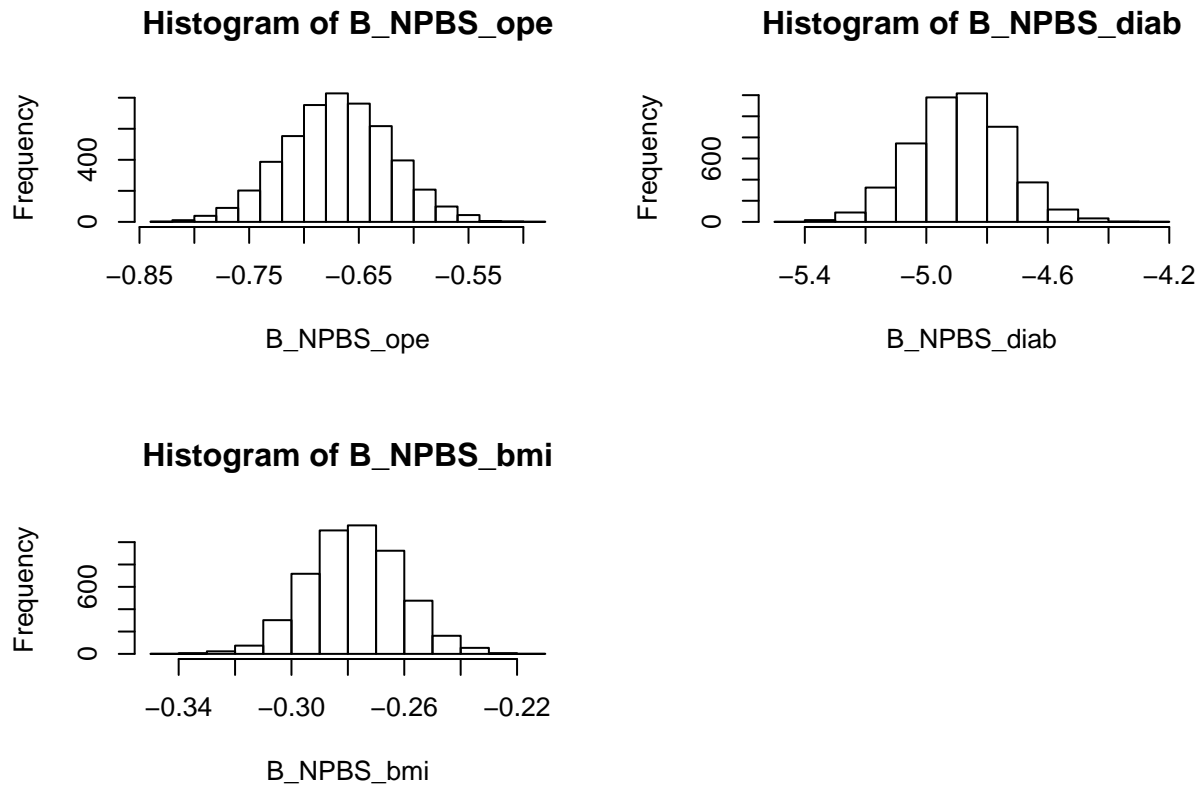 Histogram of B_NPBS_ope
Frequency
0
400
−0.85
−0.75
−0.65
−0.55
B_NPBS_ope
Histogram of B_NPBS_diab
Frequency
0
600
−5.4
−5.0
−4.6
−4.2
B_NPBS_diab
Histogram of B_NPBS_bmi
Frequency
0
600
−0.34
−0.30
−0.26
−0.22
B_NPBS_bmi